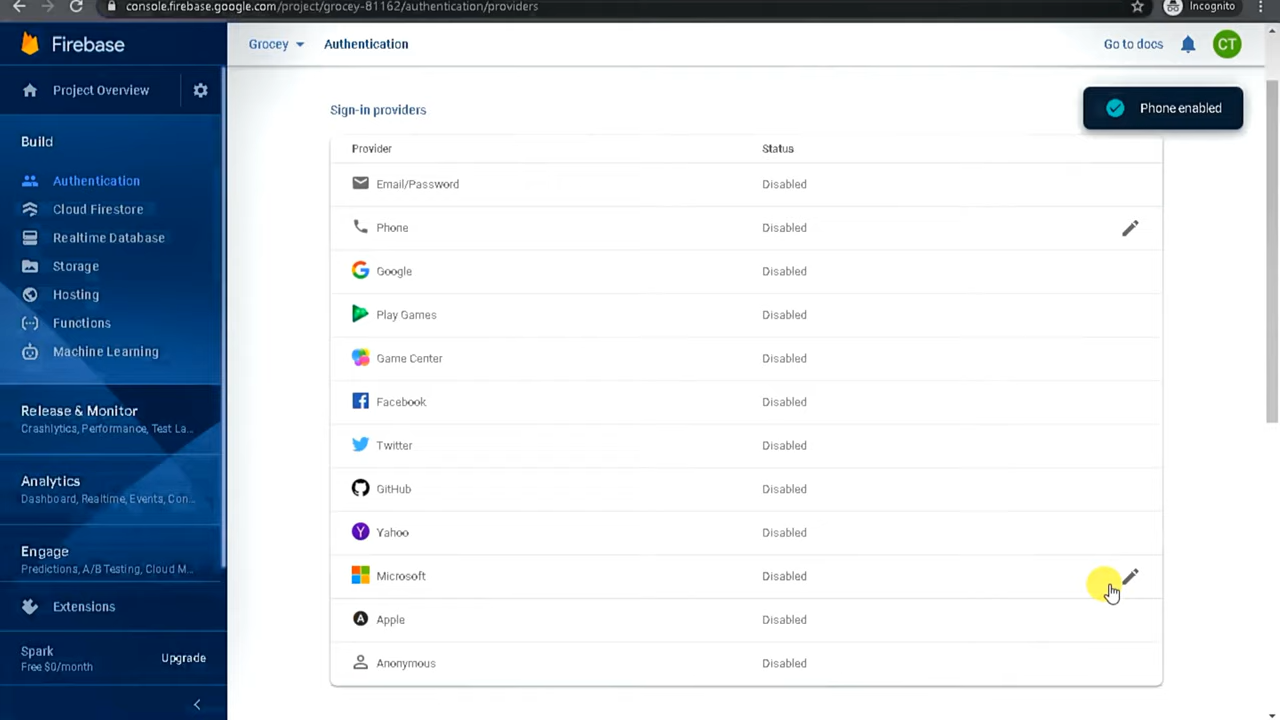 console.firebase.google.com/project/grocey-81162/authentication/providers
Incognito
Firebase
Grocey
Authentication
Go to docs
CT
Project Overview
Build
Authentication
Cloud Firestore
Realtime Database
Storage
Hosting
Functions
Machine Learning
Release & Monitor
Crashlytics, Performance, Test La...
Analytics
Dashboard, Realtime, Events, Con...
Engage
Predictions, A/B Testing, Cloud M...
Extensions
Spark
Free $0/month
Upgrade
Sign-in providers
Phone enabled
Provider Status
Email/Password Disabled
Phone Disabled
Google Disabled
Play Games Disabled
Game Center Disabled
Facebook Disabled
Twitter Disabled
GitHub Disabled
Yahoo Disabled
Microsoft Disabled
Apple Disabled
Anonymous Disabled